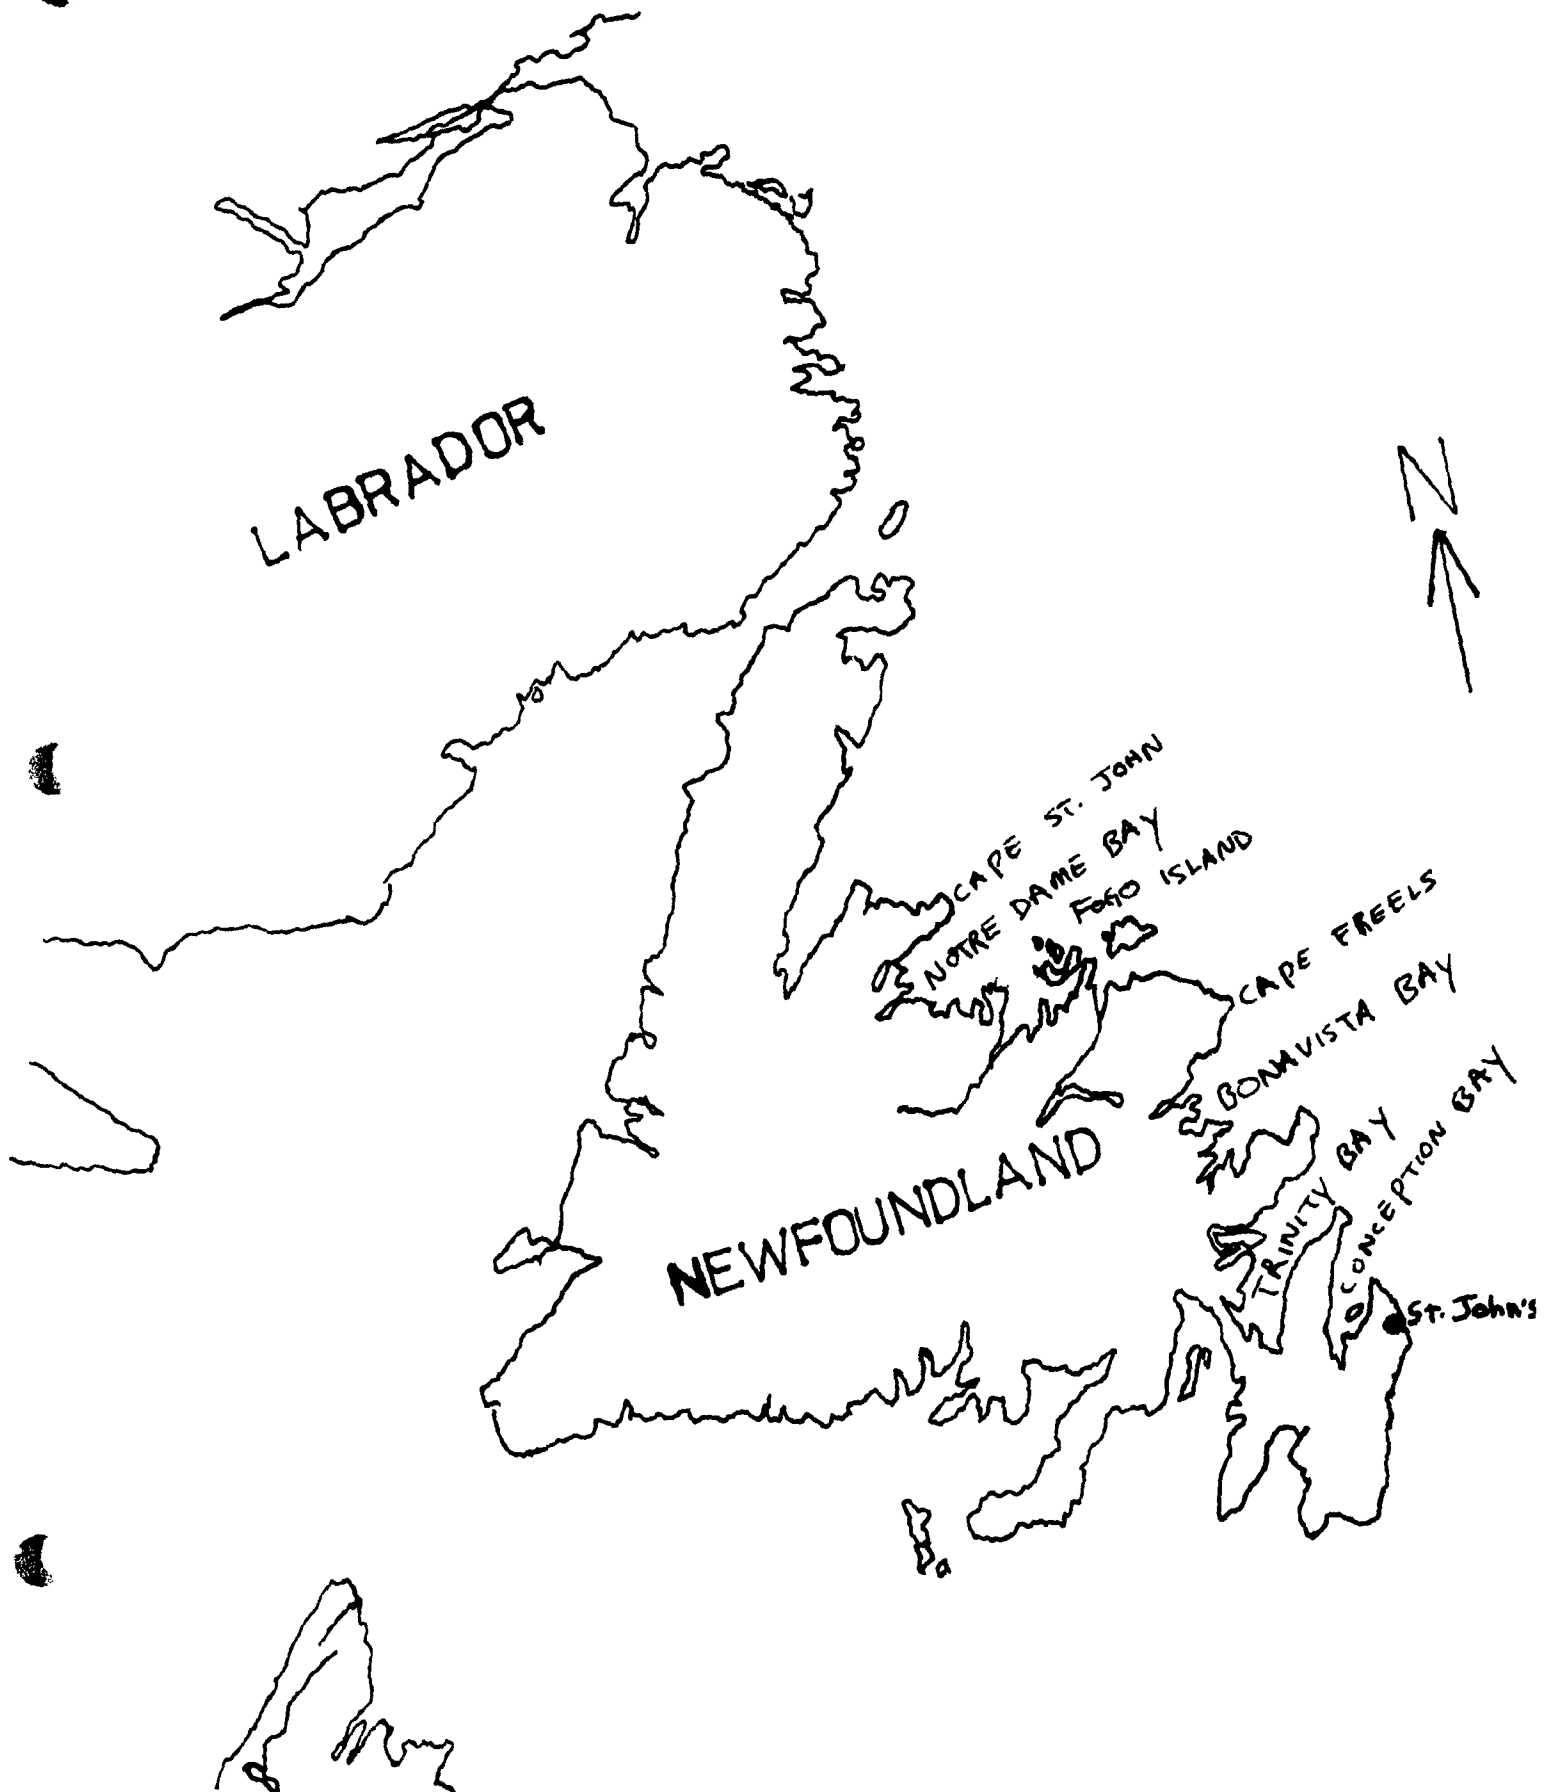 LABRADOR
N
CAPE ST. JOHN
NOTRE DAME BAY
FOGO ISLAND
CAPE FREELS
BONAVISTA BAY
TRINITY BAY
CONCEPTION BAY
St. John's
NEWFOUNDLAND